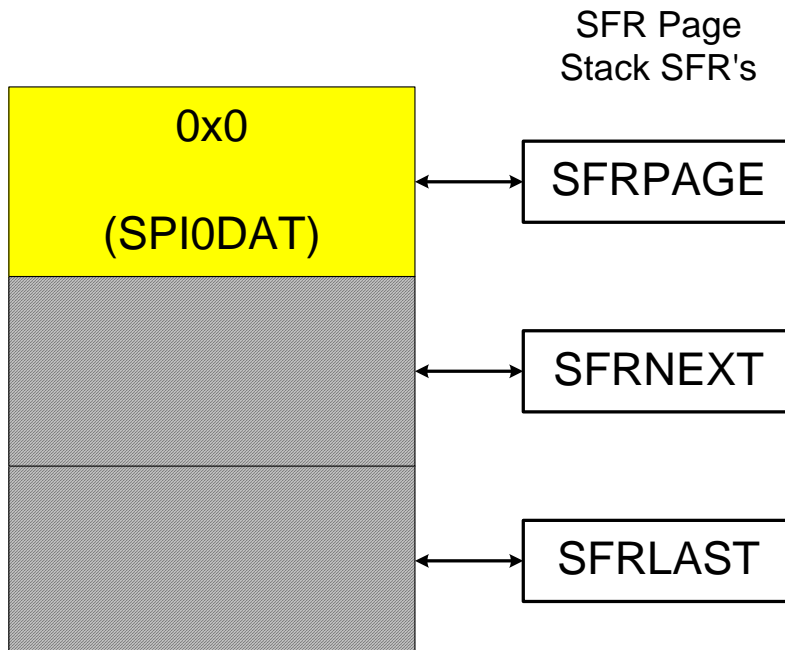 SFR Page
Stack SFR's
0x0
(SPI0DAT)
SFRPAGE
SFRNEXT
SFRLAST